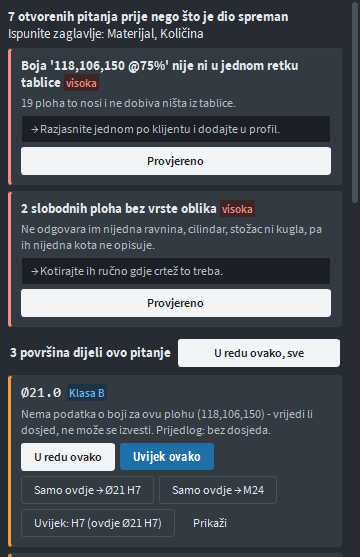 7 otvorenih pitanja prije nego što je dio spreman
Ispunite zaglavlje: Materijal, Količina
Boja '118,106,150 @75%' nije ni u jednom retku
tablice visoka
19 ploha to nosi i ne dobiva ništa iz tablice.
→Razjasnite jednom po klijentu i dodajte u profil.
Provjereno
2 slobodnih ploha bez vrste oblika visoka
Ne odgovara im nijedna ravnina, cilindar, stožac ni kugla, pa
ih nijedna kota ne opisuje.
→Kotirajte ih ručno gdje crtež to treba.
Provjereno
3 površina dijeli ovo pitanje
U redu ovako, sve
Ø21.0 Klasa B
Nema podatka o boji za ovu plohu (118,106,150) - vrijedi li
dosjed, ne može se izvesti. Prijedlog: bez dosjeda.
U redu ovako
Uvijek ovako
Samo ovdje→Ø21 H7
Samo ovdje→M24
Uvijek: H7 (ovdje Ø21 H7)
Prikaži